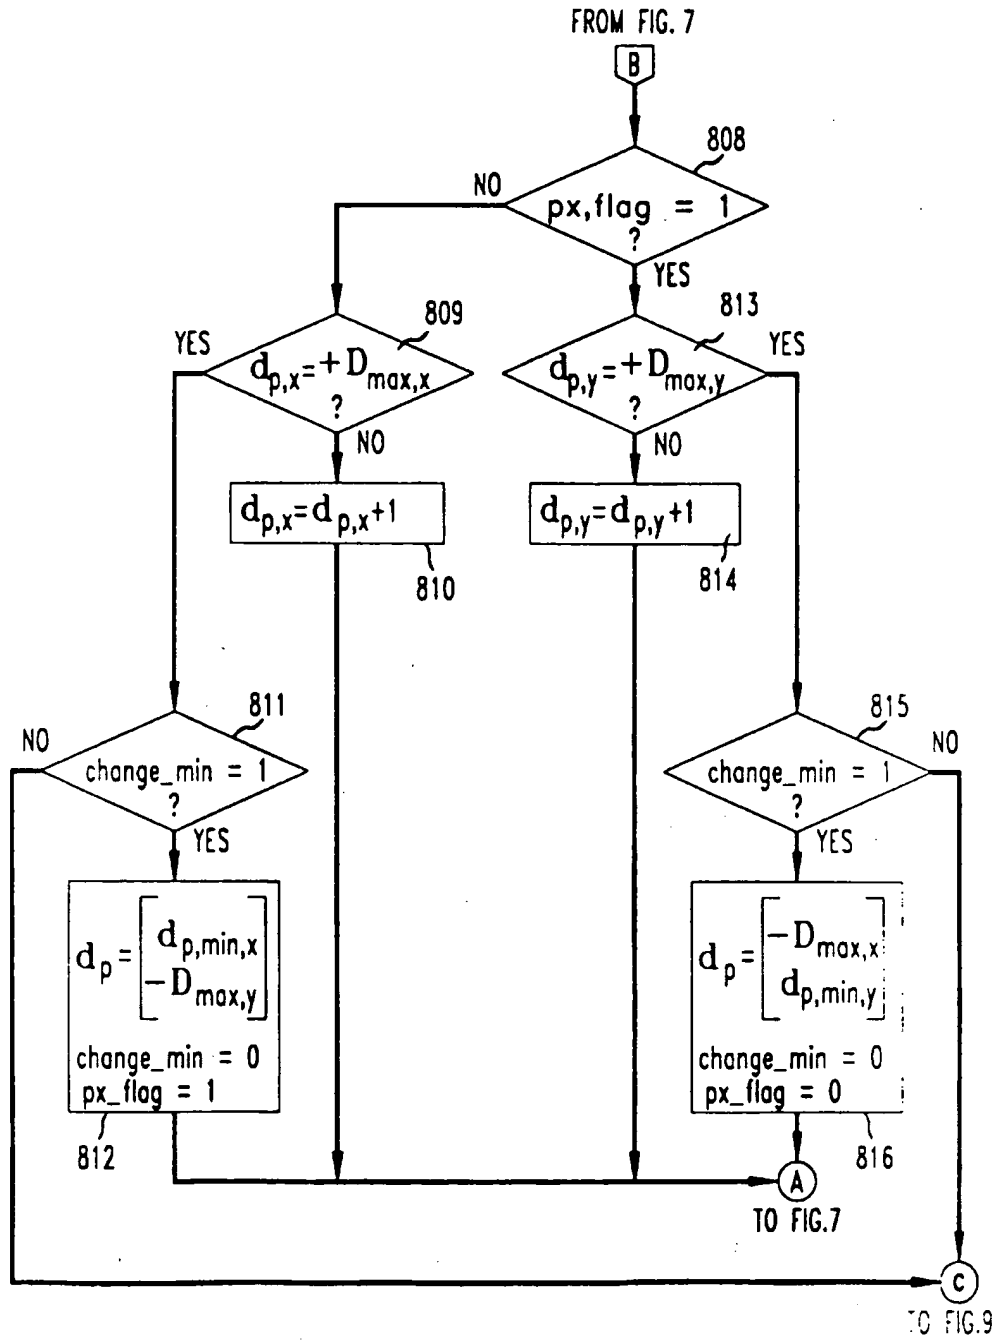 FROM FIG. 7
B
808
NO
px,flag = 1
?
YES
809
813
YES
YES
d_p,x=+D_max,x
?
d_p,y=+D_max,y
?
NO
NO
d_p,x=d_p,x+1
d_p,y=d_p,y+1
810
814
811
815
NO
NO
change_min = 1
?
change_min = 1
?
YES
YES
d_p=[d_p,min,x
-D_max,y]
change_min = 0
px_flag = 1
d_p=[-D_max,x
d_p,min,y]
change_min = 0
px_flag = 0
812
816
A
TO FIG.7
C
TO FIG.9